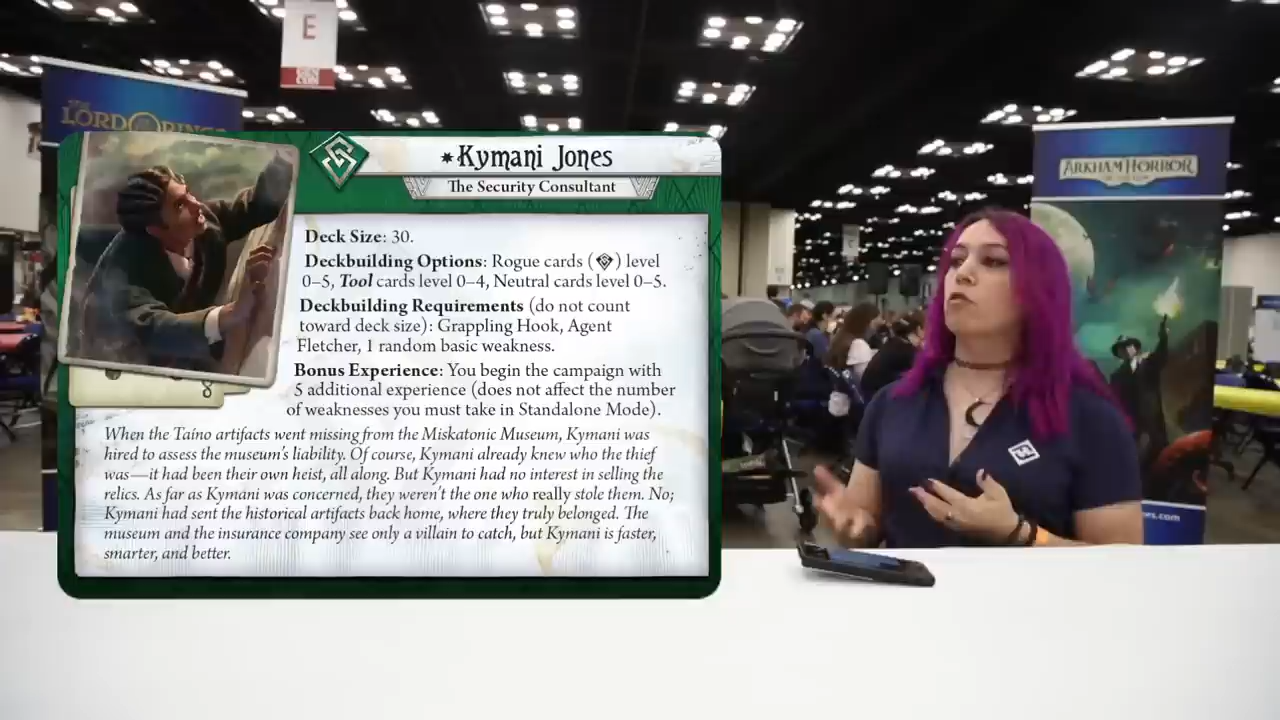 E
GEN
CON
THE
LORD OF THE RINGS
ARKHAM HORROR
✷Kymani Jones
The Security Consultant
Deck Size: 30.
Deckbuilding Options: Rogue cards ( ) level
0–5, Tool cards level 0–4, Neutral cards level 0–5.
Deckbuilding Requirements (do not count
toward deck size): Grappling Hook, Agent
Fletcher, 1 random basic weakness.
Bonus Experience: You begin the campaign with
5 additional experience (does not affect the number
of weaknesses you must take in Standalone Mode).
When the Taíno artifacts went missing from the Miskatonic Museum, Kymani was
hired to assess the museum's liability. Of course, Kymani already knew who the thief
was—it had been their own heist, all along. But Kymani had no interest in selling the
relics. As far as Kymani was concerned, they weren't the one who really stole them. No;
Kymani had sent the historical artifacts back home, where they truly belonged. The
museum and the insurance company see only a villain to catch, but Kymani is faster,
smarter, and better.
8
.com